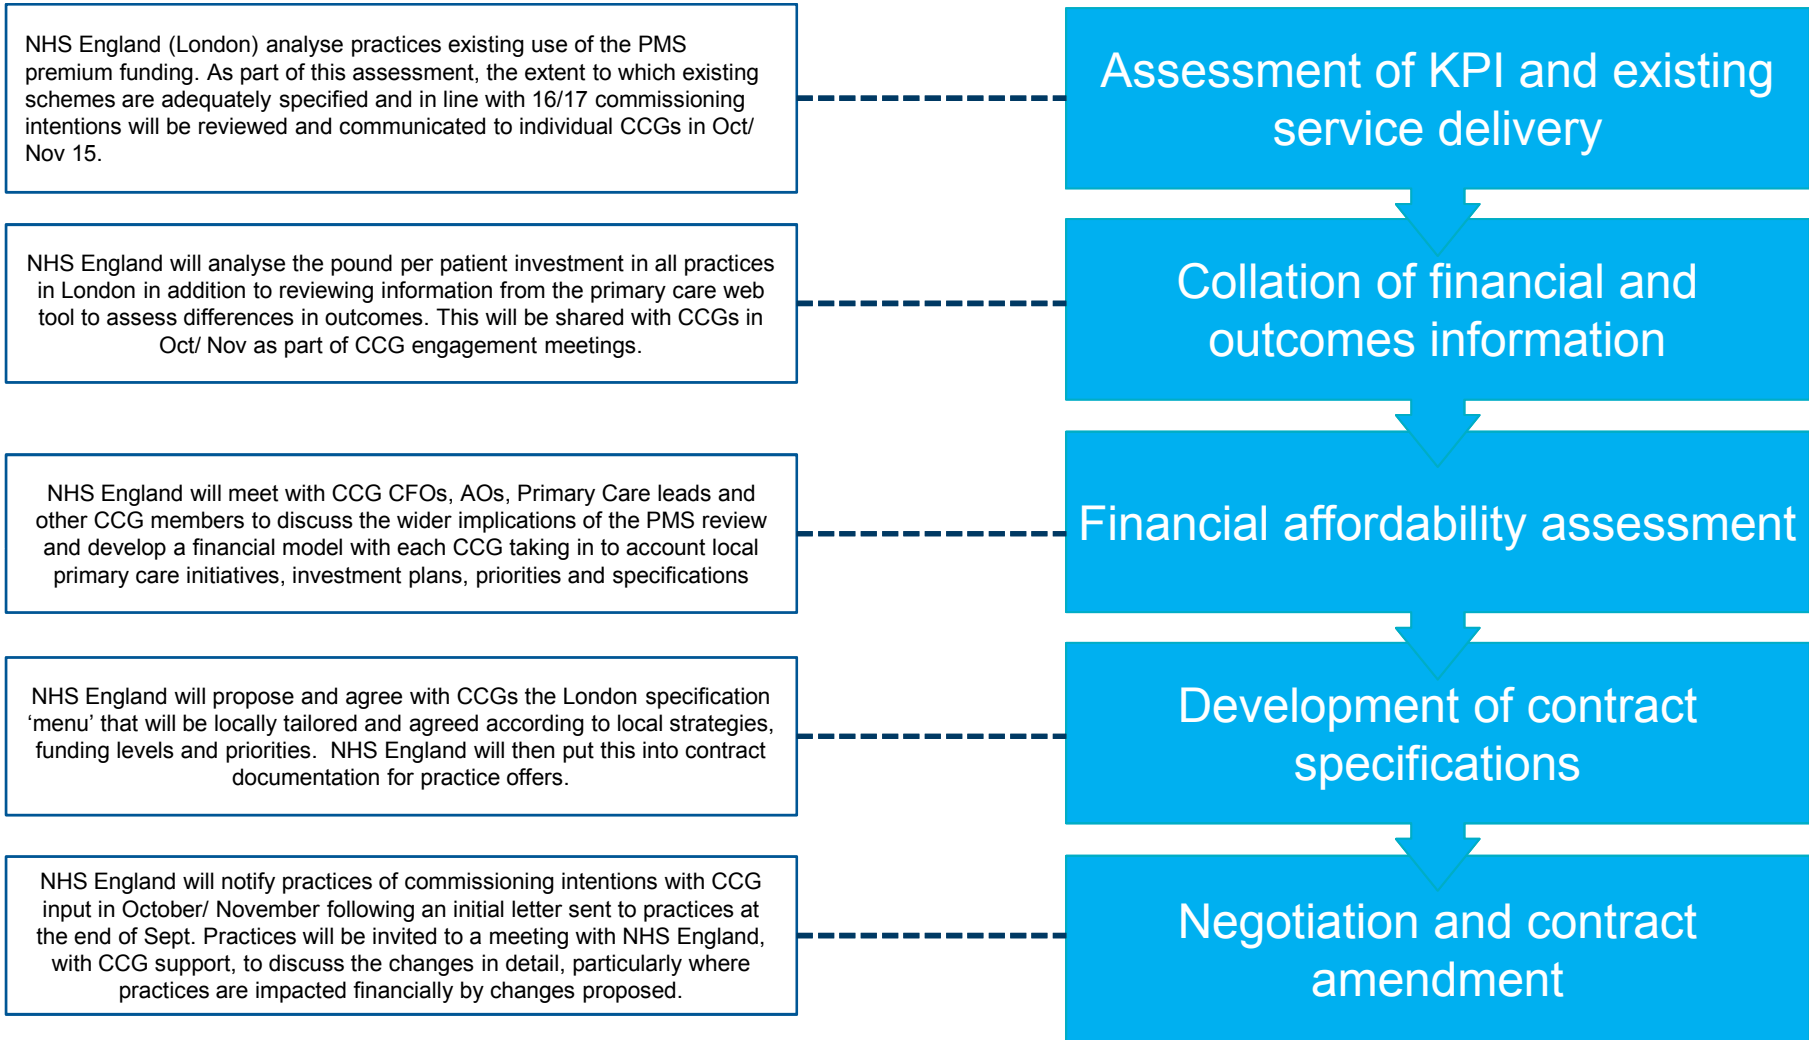 NHS England (London) analyse practices existing use of the PMS
premium funding. As part of this assessment, the extent to which existing
schemes are adequately specified and in line with 16/17 commissioning
intentions will be reviewed and communicated to individual CCGs in Oct/
Nov 15.
Assessment of KPI and existing
service delivery
NHS England will analyse the pound per patient investment in all practices
in London in addition to reviewing information from the primary care web
tool to assess differences in outcomes. This will be shared with CCGs in
Oct/ Nov as part of CCG engagement meetings.
Collation of financial and
outcomes information
NHS England will meet with CCG CFOs, AOs, Primary Care leads and
other CCG members to discuss the wider implications of the PMS review
and develop a financial model with each CCG taking in to account local
primary care initiatives, investment plans, priorities and specifications
Financial affordability assessment
NHS England will propose and agree with CCGs the London specification
‘menu’ that will be locally tailored and agreed according to local strategies,
funding levels and priorities.  NHS England will then put this into contract
documentation for practice offers.
Development of contract
specifications
NHS England will notify practices of commissioning intentions with CCG
input in October/ November following an initial letter sent to practices at
the end of Sept. Practices will be invited to a meeting with NHS England,
with CCG support, to discuss the changes in detail, particularly where
practices are impacted financially by changes proposed.
Negotiation and contract
amendment